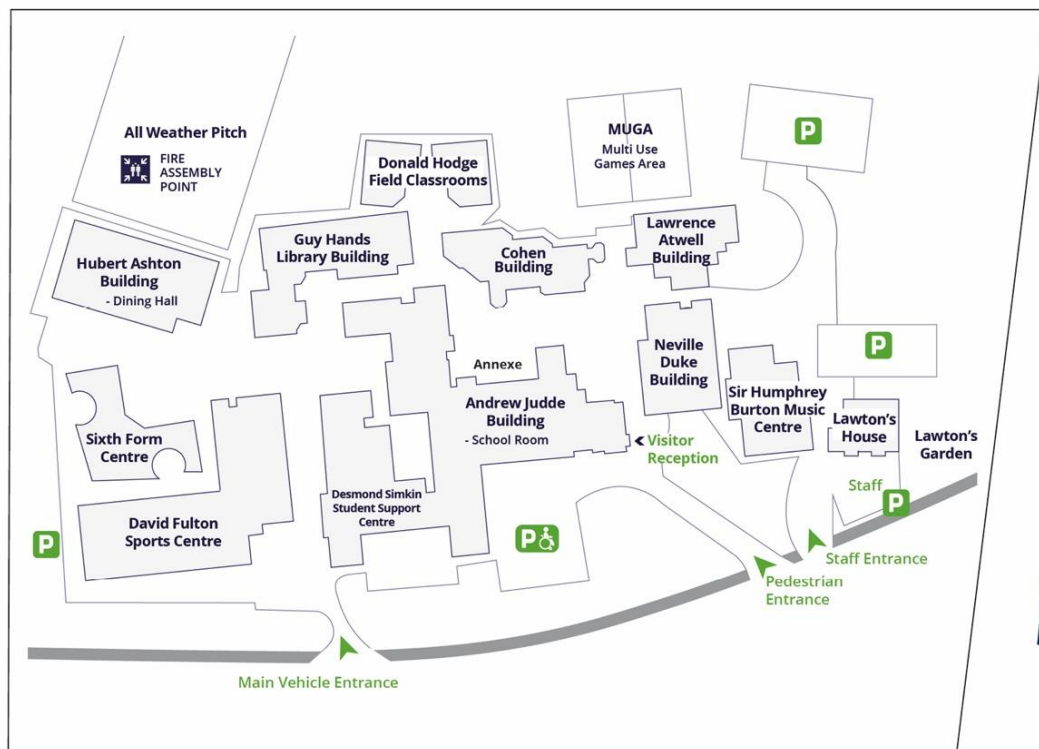 All Weather Pitch
FIRE
ASSEMBLY
POINT
MUGA
Multi Use
Games Area
P
Donald Hodge
Field Classrooms
Hubert Ashton
Building
- Dining Hall
Guy Hands
Library Building
Cohen
Building
Lawrence
Atwell
Building
P
Annexe
Neville
Duke
Building
Sixth Form
Centre
Andrew Judde
Building
- School Room
Visitor
Reception
Sir Humphrey
Burton Music
Centre
Lawton's
House
Lawton's
Garden
Staff
P
David Fulton
Sports Centre
Desmond Simkin
Student Support
Centre
P
P
Staff Entrance
Pedestrian
Entrance
Main Vehicle Entrance